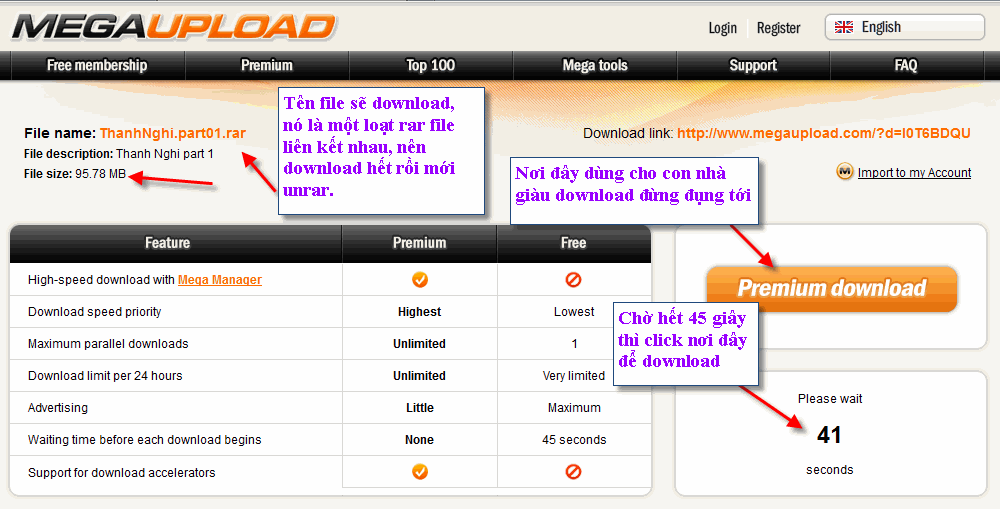 MEGAUPLOAD
Login Register English
Free membership Premium Top 100 Mega tools Support FAQ
File name: ThanhNghi.part01.rar
File description: Thanh Nghi part 1
File size: 95.78 MB
Tên file sẽ download,
nó là một loạt rar file
liên kết nhau, nên
download hết rồi mới
unrar.
Download link: http://www.megaupload.com/?d=I0T6BDQU
M Import to my Account
Nơi đây dùng cho con nhà
giàu download đừng đụng tới
Feature Premium Free
High-speed download with Mega Manager
Download speed priority Highest Lowest
Maximum parallel downloads Unlimited 1
Download limit per 24 hours Unlimited Very limited
Advertising Little Maximum
Waiting time before each download begins None 45 seconds
Support for download accelerators
Premium download
Chờ hết 45 giây
thì click nơi đây
để download
Please wait
41
seconds